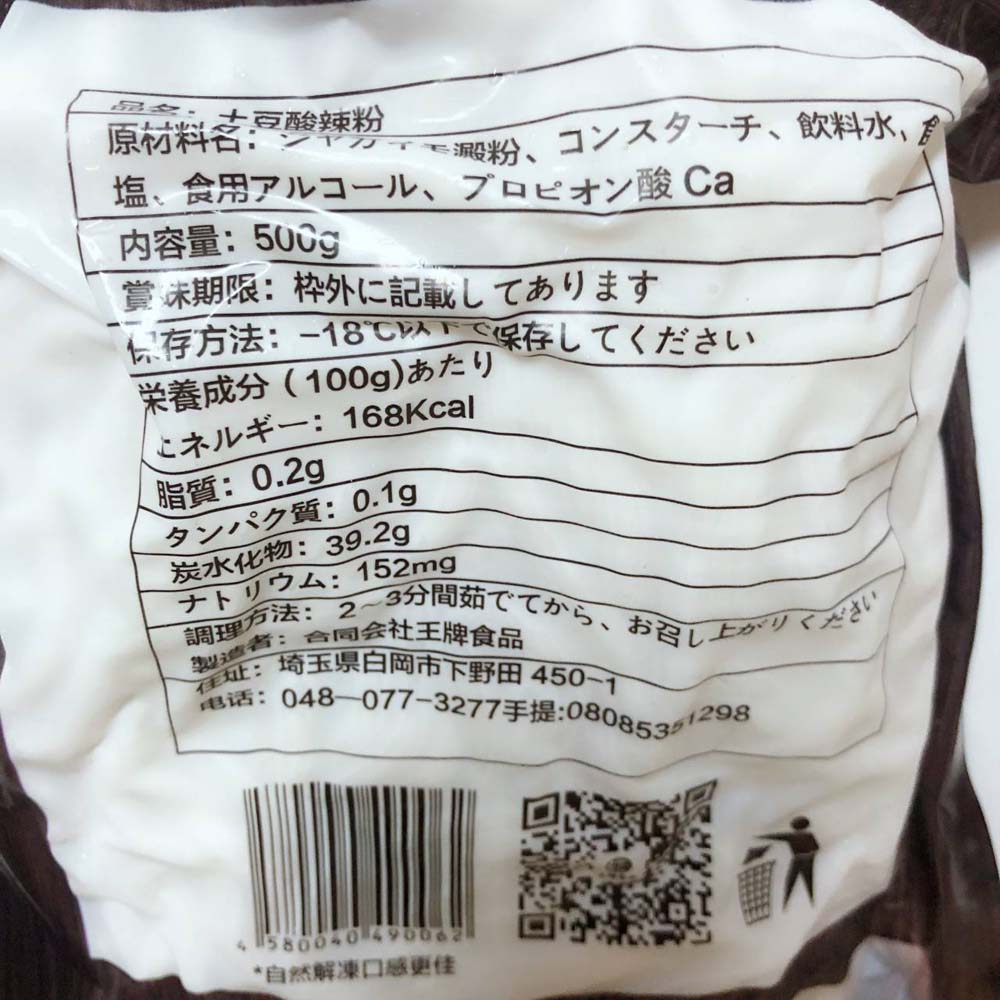 品名: 土豆酸辣粉
原材料名: ジャガイモ澱粉、コンスターチ、飲料水、食
塩、食用アルコール、プロピオン酸 Ca
内容量: 500g
賞味期限: 枠外に記載してあります
保存方法: -18℃以下で保存してください
栄養成分 (100g)あたり
エネルギー: 168Kcal
脂質: 0.2g
タンパク質: 0.1g
炭水化物: 39.2g
ナトリウム: 152mg
調理方法: 2~3分間茹でてから、お召し上がりください
製造者: 合同会社王牌食品
住址: 埼玉県白岡市下野田 450-1
电话: 048—077-3277手提:08085351298
4 580040 490062
*自然解凍口感更佳